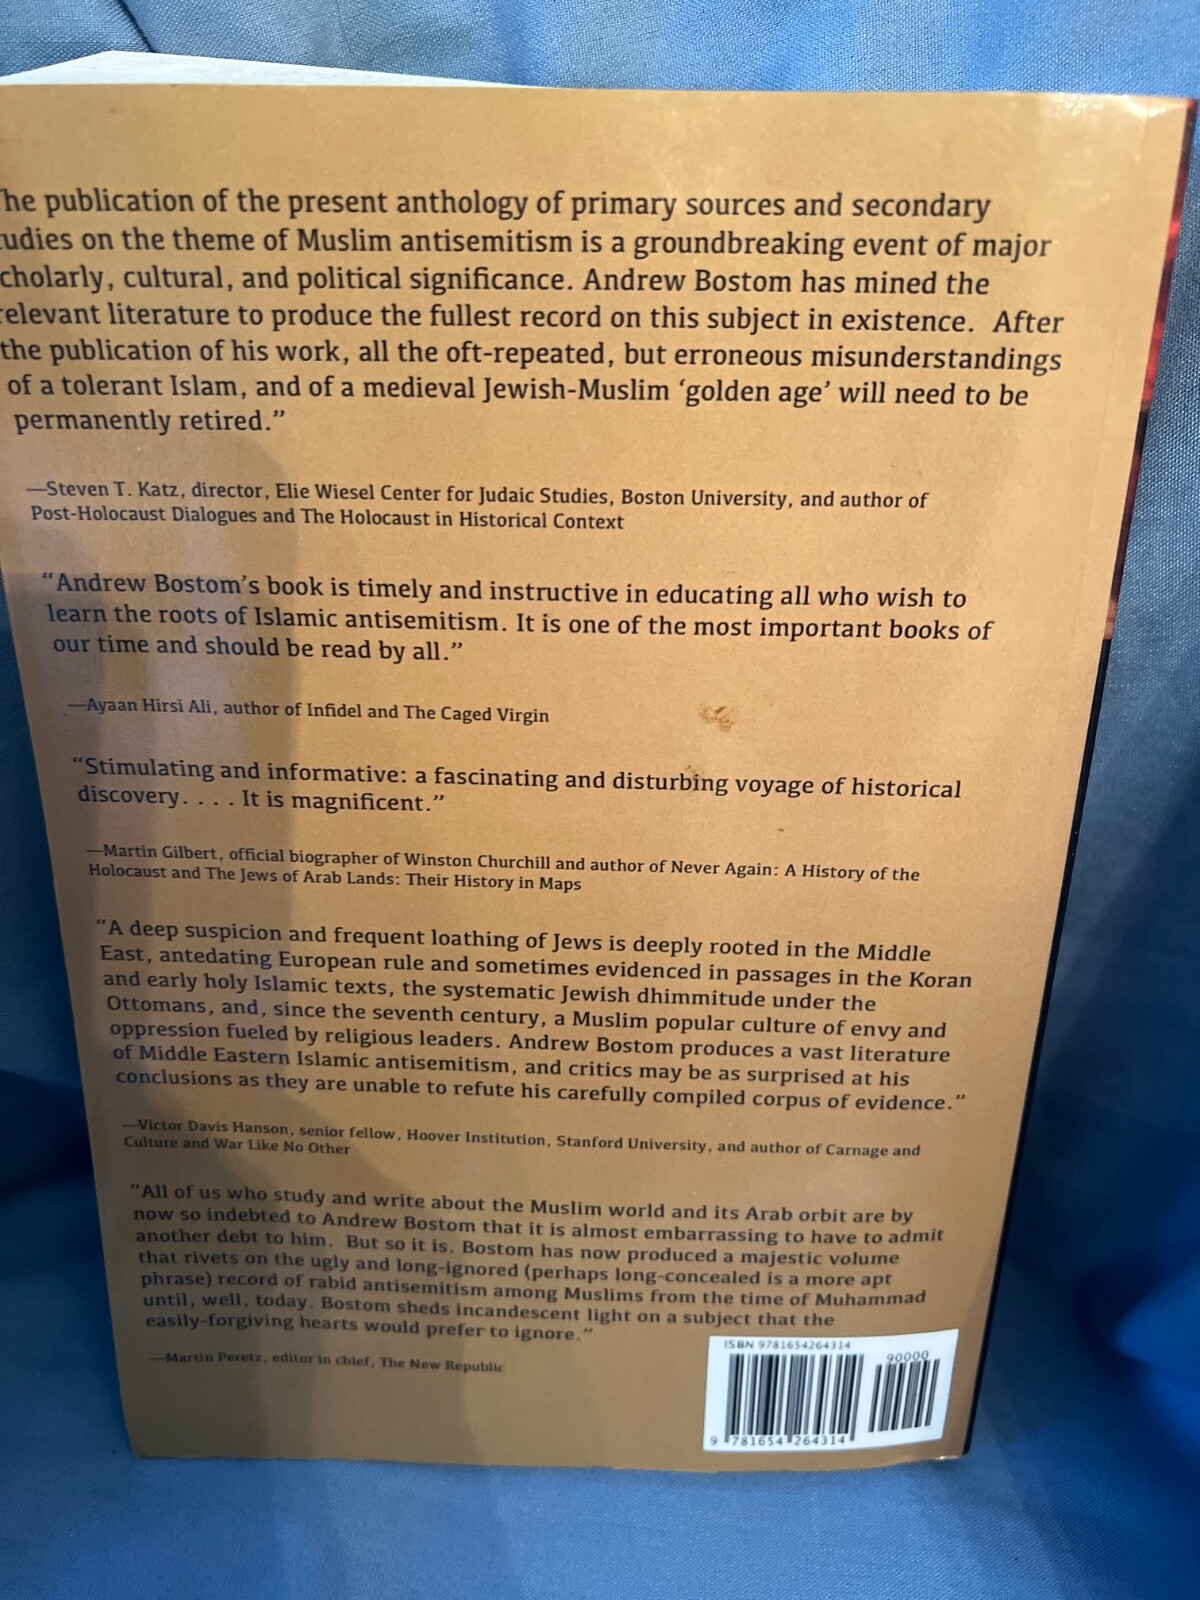 he publication of the present anthology of primary sources and secondary
udies on the theme of Muslim antisemitism is a groundbreaking event of major
cholarly, cultural, and political significance. Andrew Bostom has mined the
relevant literature to produce the fullest record on this subject in existence. After
the publication of his work, all the oft-repeated, but erroneous misunderstandings
of a tolerant Islam, and of a medieval Jewish-Muslim ‘golden age’ will need to be
permanently retired.”
—Steven T. Katz, director, Elie Wiesel Center for Judaic Studies, Boston University, and author of
Post-Holocaust Dialogues and The Holocaust in Historical Context
“Andrew Bostom’s book is timely and instructive in educating all who wish to
learn the roots of Islamic antisemitism. It is one of the most important books of
our time and should be read by all.”
—Ayaan Hirsi Ali, author of Infidel and The Caged Virgin
“Stimulating and informative: a fascinating and disturbing voyage of historical
discovery. . . . It is magnificent.”
—Martin Gilbert, official biographer of Winston Churchill and author of Never Again: A History of the
Holocaust and The Jews of Arab Lands: Their History in Maps
“A deep suspicion and frequent loathing of Jews is deeply rooted in the Middle
East, antedating European rule and sometimes evidenced in passages in the Koran
and early holy Islamic texts, the systematic Jewish dhimmitude under the
Ottomans, and, since the seventh century, a Muslim popular culture of envy and
oppression fueled by religious leaders. Andrew Bostom produces a vast literature
of Middle Eastern Islamic antisemitism, and critics may be as surprised at his
conclusions as they are unable to refute his carefully compiled corpus of evidence.”
—Victor Davis Hanson, senior fellow, Hoover Institution, Stanford University, and author of Carnage and
Culture and War Like No Other
“All of us who study and write about the Muslim world and its Arab orbit are by
now so indebted to Andrew Bostom that it is almost embarrassing to have to admit
another debt to him. But so it is. Bostom has now produced a majestic volume
that rivets on the ugly and long-ignored (perhaps long-concealed is a more apt
phrase) record of rabid antisemitism among Muslims from the time of Muhammad
until, well, today. Bostom sheds incandescent light on a subject that the
easily-forgiving hearts would prefer to ignore.”
—Martin Peretz, editor in chief, The New Republic
ISBN 9781654264314
90000
9 781654 264314